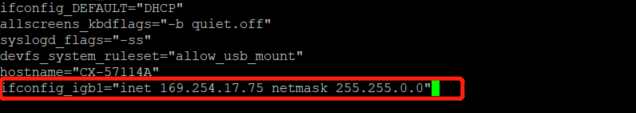 ifconfig_DEFAULT="DHCP"
allscreens_kbdflags="-b quiet.off"
syslogd_flags="-ss"
devfs_system_ruleset="allow_usb_mount"
hostname="CX-57114A"
ifconfig_igb1="inet 169.254.17.75 netmask 255.255.0.0"